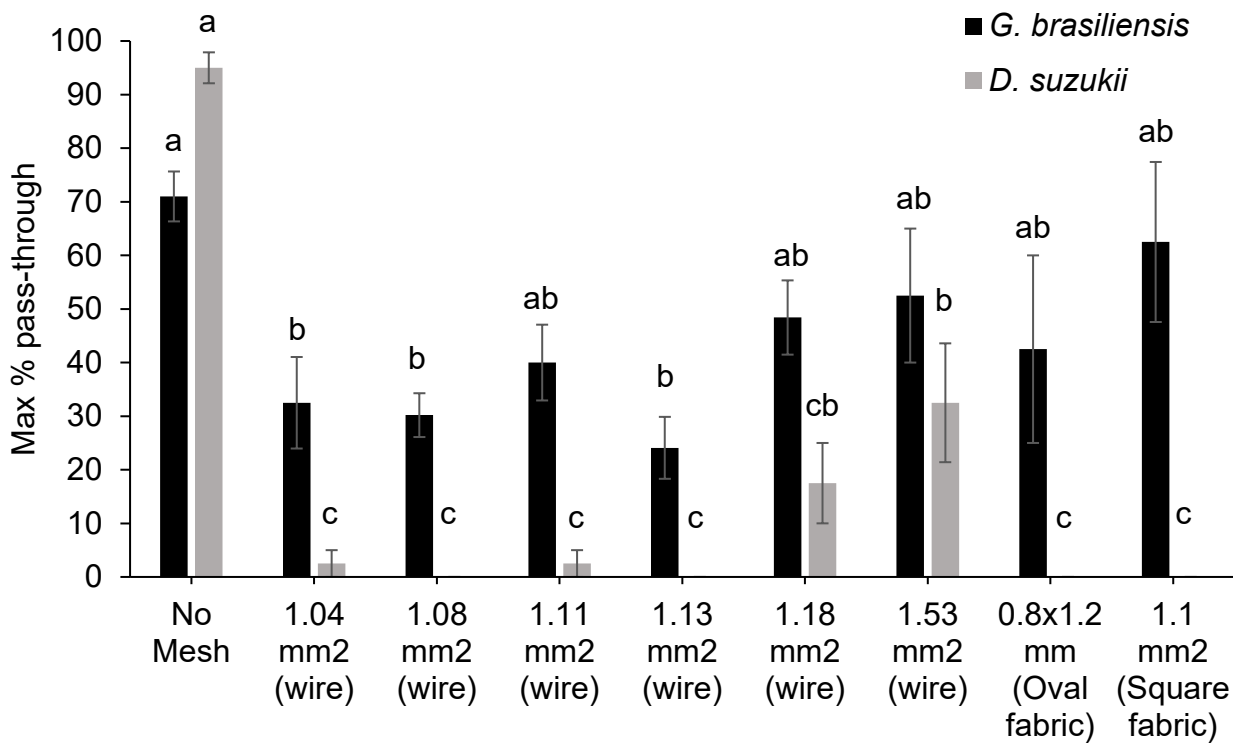 G. brasiliensis
D. suzukii
Max % pass-through
100
90
80
70
60
50
40
30
20
10
0
a
a
b
c
b
c
ab
c
b
c
ab
cb
ab
b
ab
c
ab
c
No
Mesh
1.04
mm2
(wire)
1.08
mm2
(wire)
1.11
mm2
(wire)
1.13
mm2
(wire)
1.18
mm2
(wire)
1.53
mm2
(wire)
0.8x1.2
mm
(Oval
fabric)
1.1
mm2
(Square
fabric)